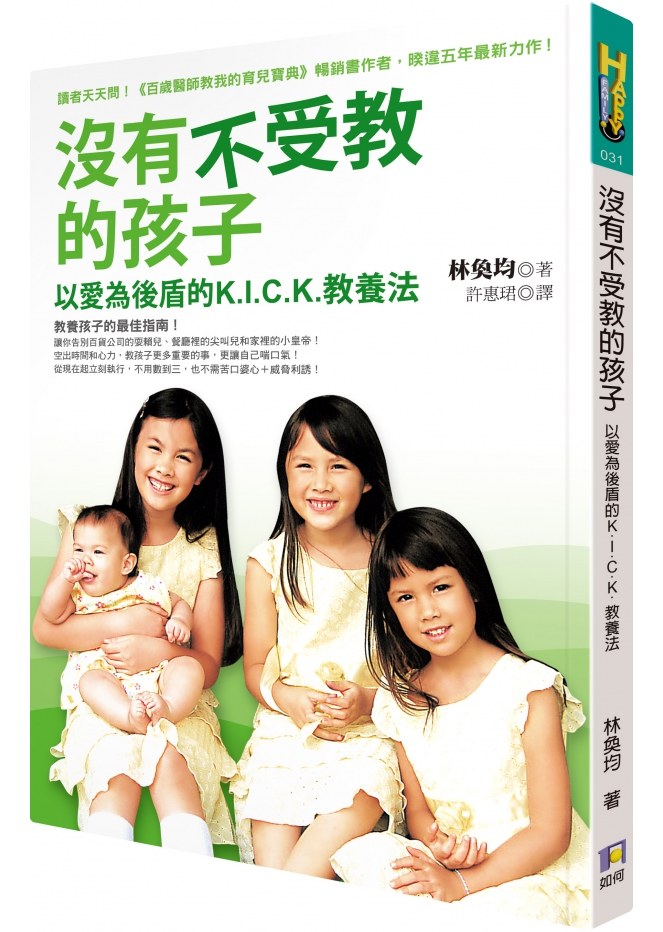 讀者天天問！《百歲醫師教我的育兒寶典》暢銷書作者，暌違五年最新力作！
沒有不受教
的孩子
以愛為後盾的K.I.C.K.教養法
林奐均◎著
許惠珺◎譯
教養孩子的最佳指南！
讓你告別百貨公司的耍賴兒、餐廳裡的尖叫兒和家裡的小皇帝！
空出時間和心力，教孩子更多重要的事，更讓自己喘口氣！
從現在起立刻執行，不用數到三，也不需苦口婆心＋威脅利誘！
HAPPY
FAMILY
031
沒有不受教的孩子
以愛為後盾的K.I.C.K.教養法
林奐均 著
如何